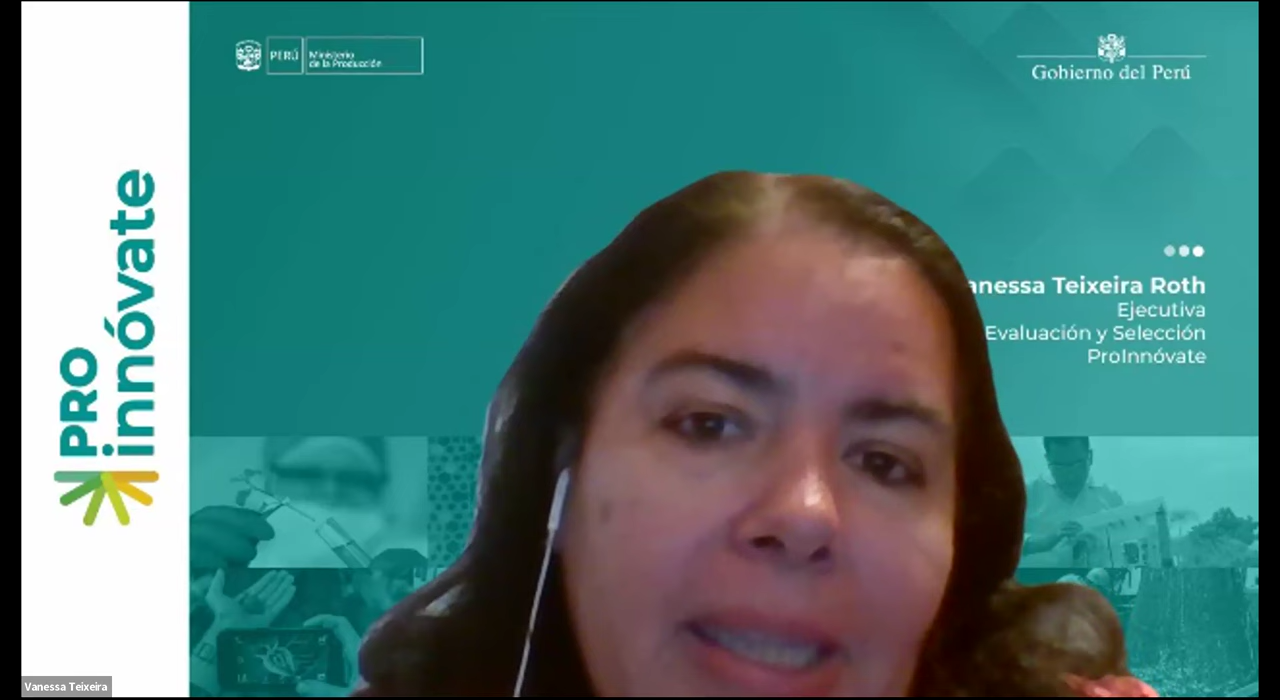 PERÚ
Ministerio
de la Producción
Gobierno del Perú
PRO
innóvate
anessa Teixeira Roth
Ejecutiva
Evaluación y Selección
ProInnóvate
Vanessa Teixeira